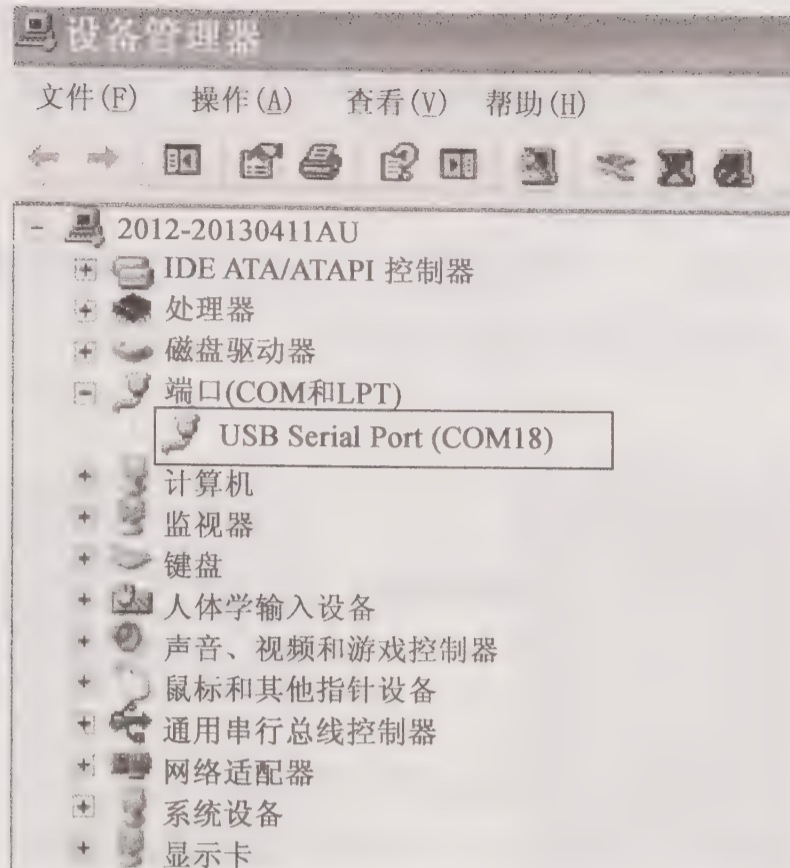 设备管理器
文件(F) 操作(A) 查看(V) 帮助(H)
2012-20130411AU
IDE ATA/ATAPI 控制器
处理器
磁盘驱动器
端口(COM和LPT)
USB Serial Port (COM18)
计算机
监视器
键盘
人体学输入设备
声音、视频和游戏控制器
鼠标和其他指针设备
通用串行总线控制器
网络适配器
系统设备
显示卡